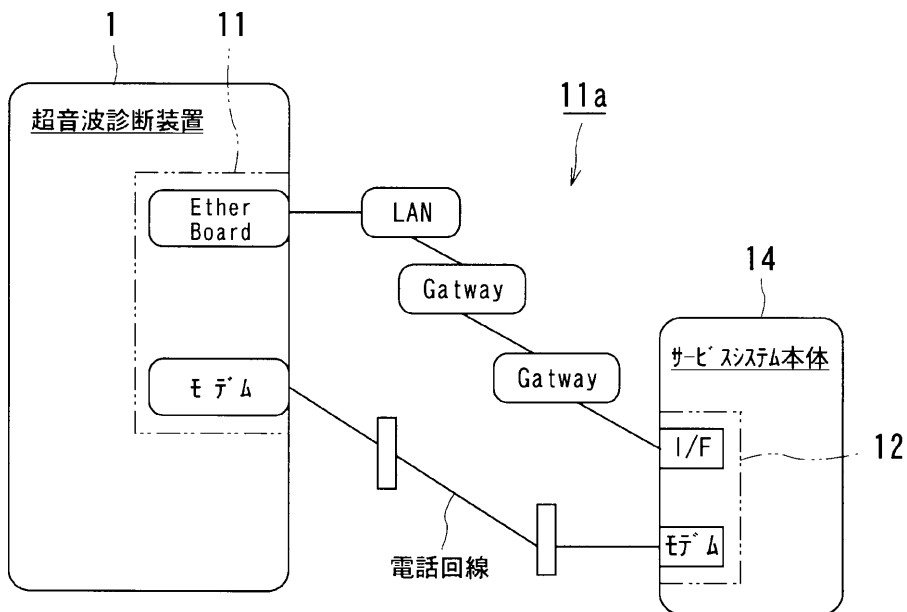 1
11
超音波診断装置
11a
Ether
Board
LAN
Gatway
14
サービスシステム本体
Gatway
モデム
I/F
12
モデム
電話回線